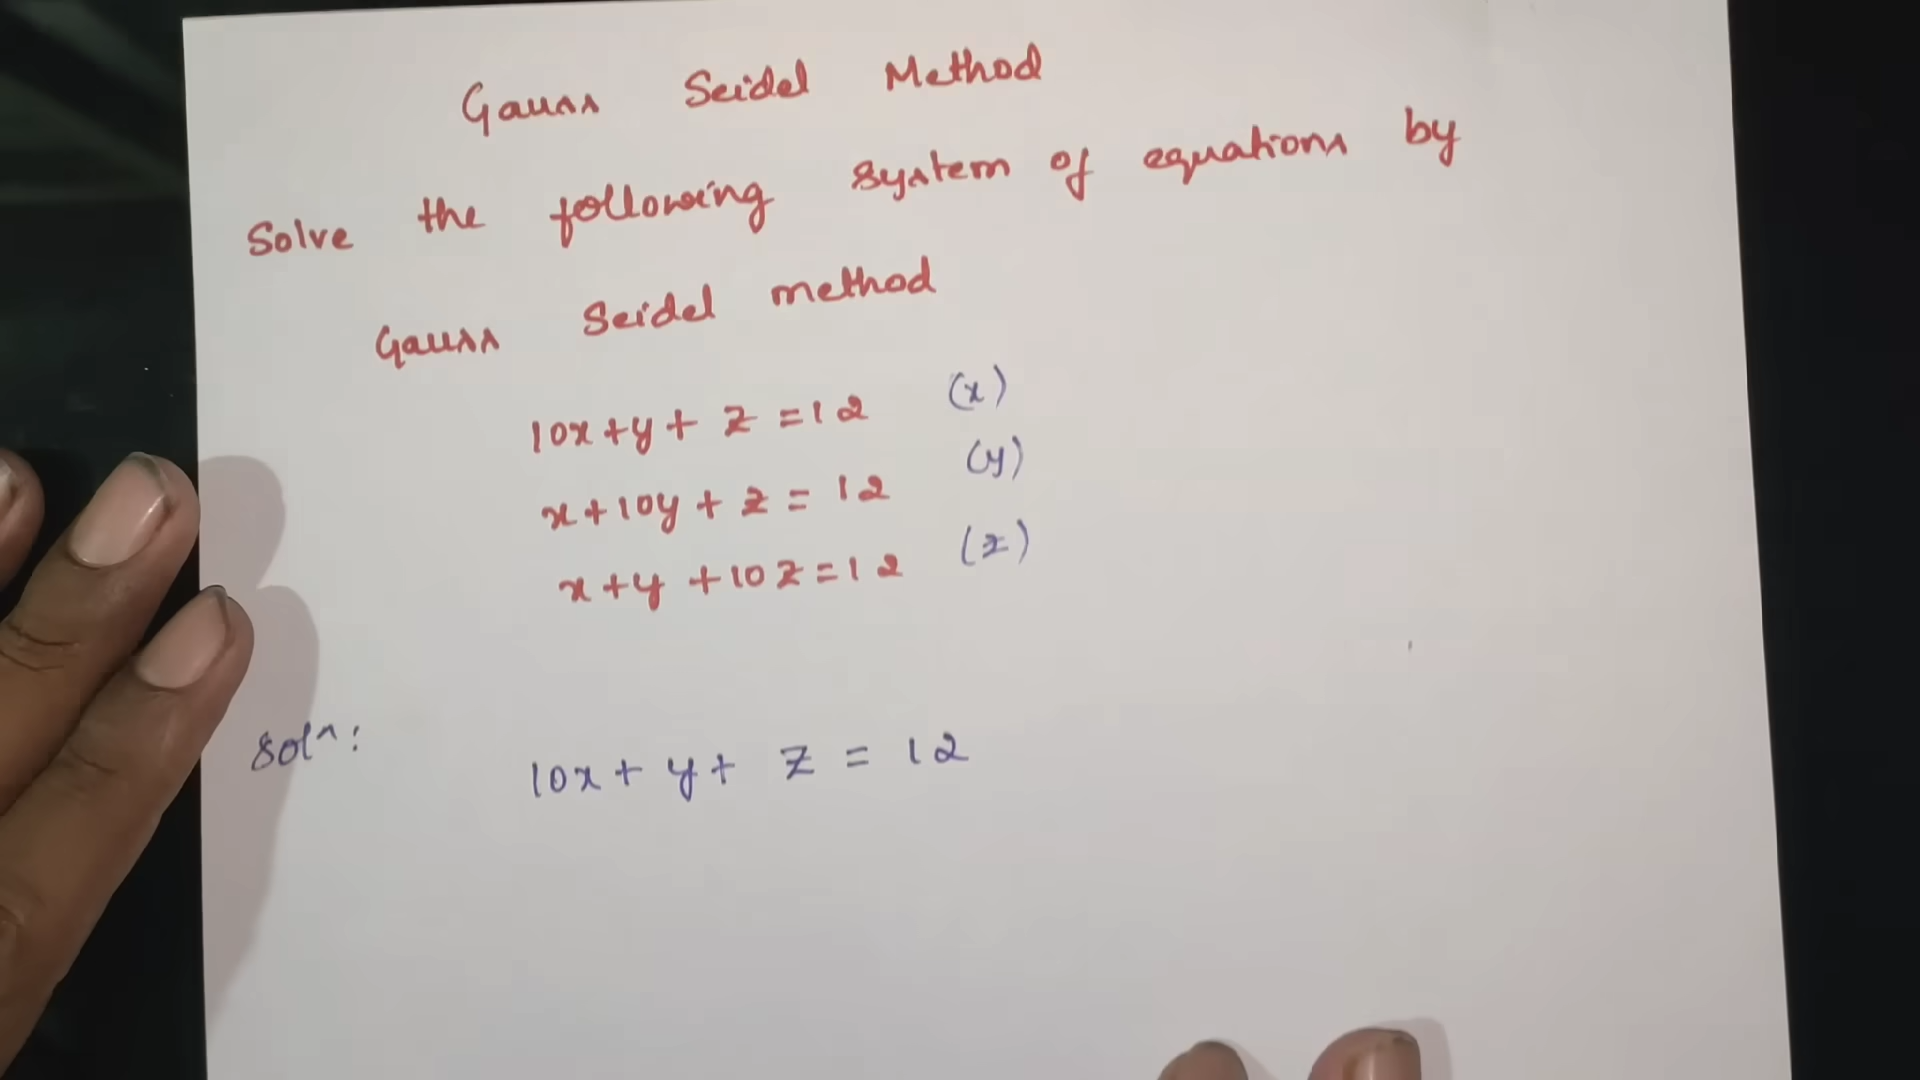 Gauss Seidel Method
Solve the following system of equations by
Gauss Seidel method
10x+y+z=12 (x)
x+10y+z=12 (y)
x+y+10z=12 (z)
Soln:
10x+y+z=12